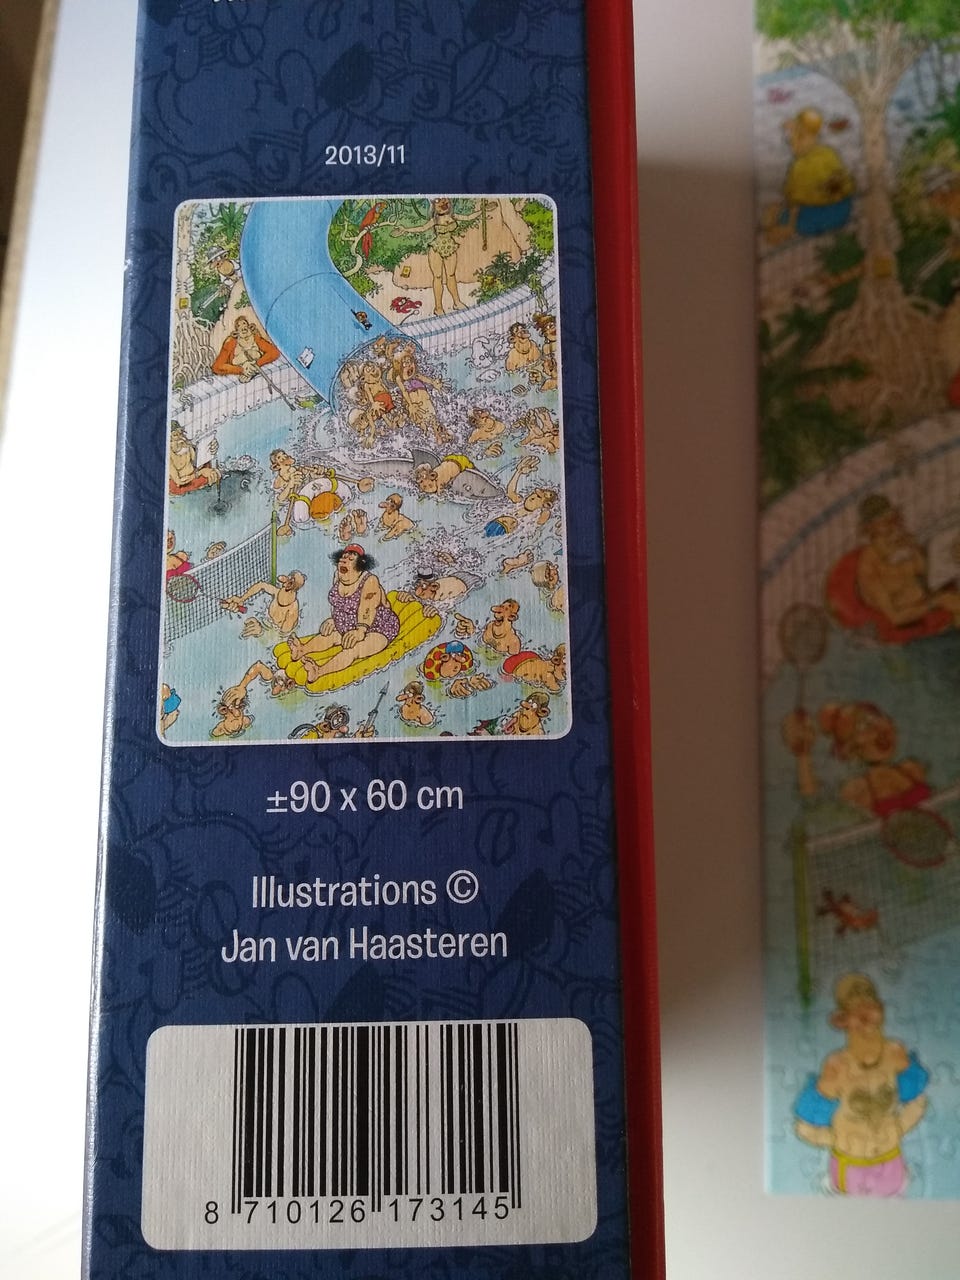 2013/11
±90 x 60 cm
Illustrations ©
Jan van Haasteren
8 710126 173145